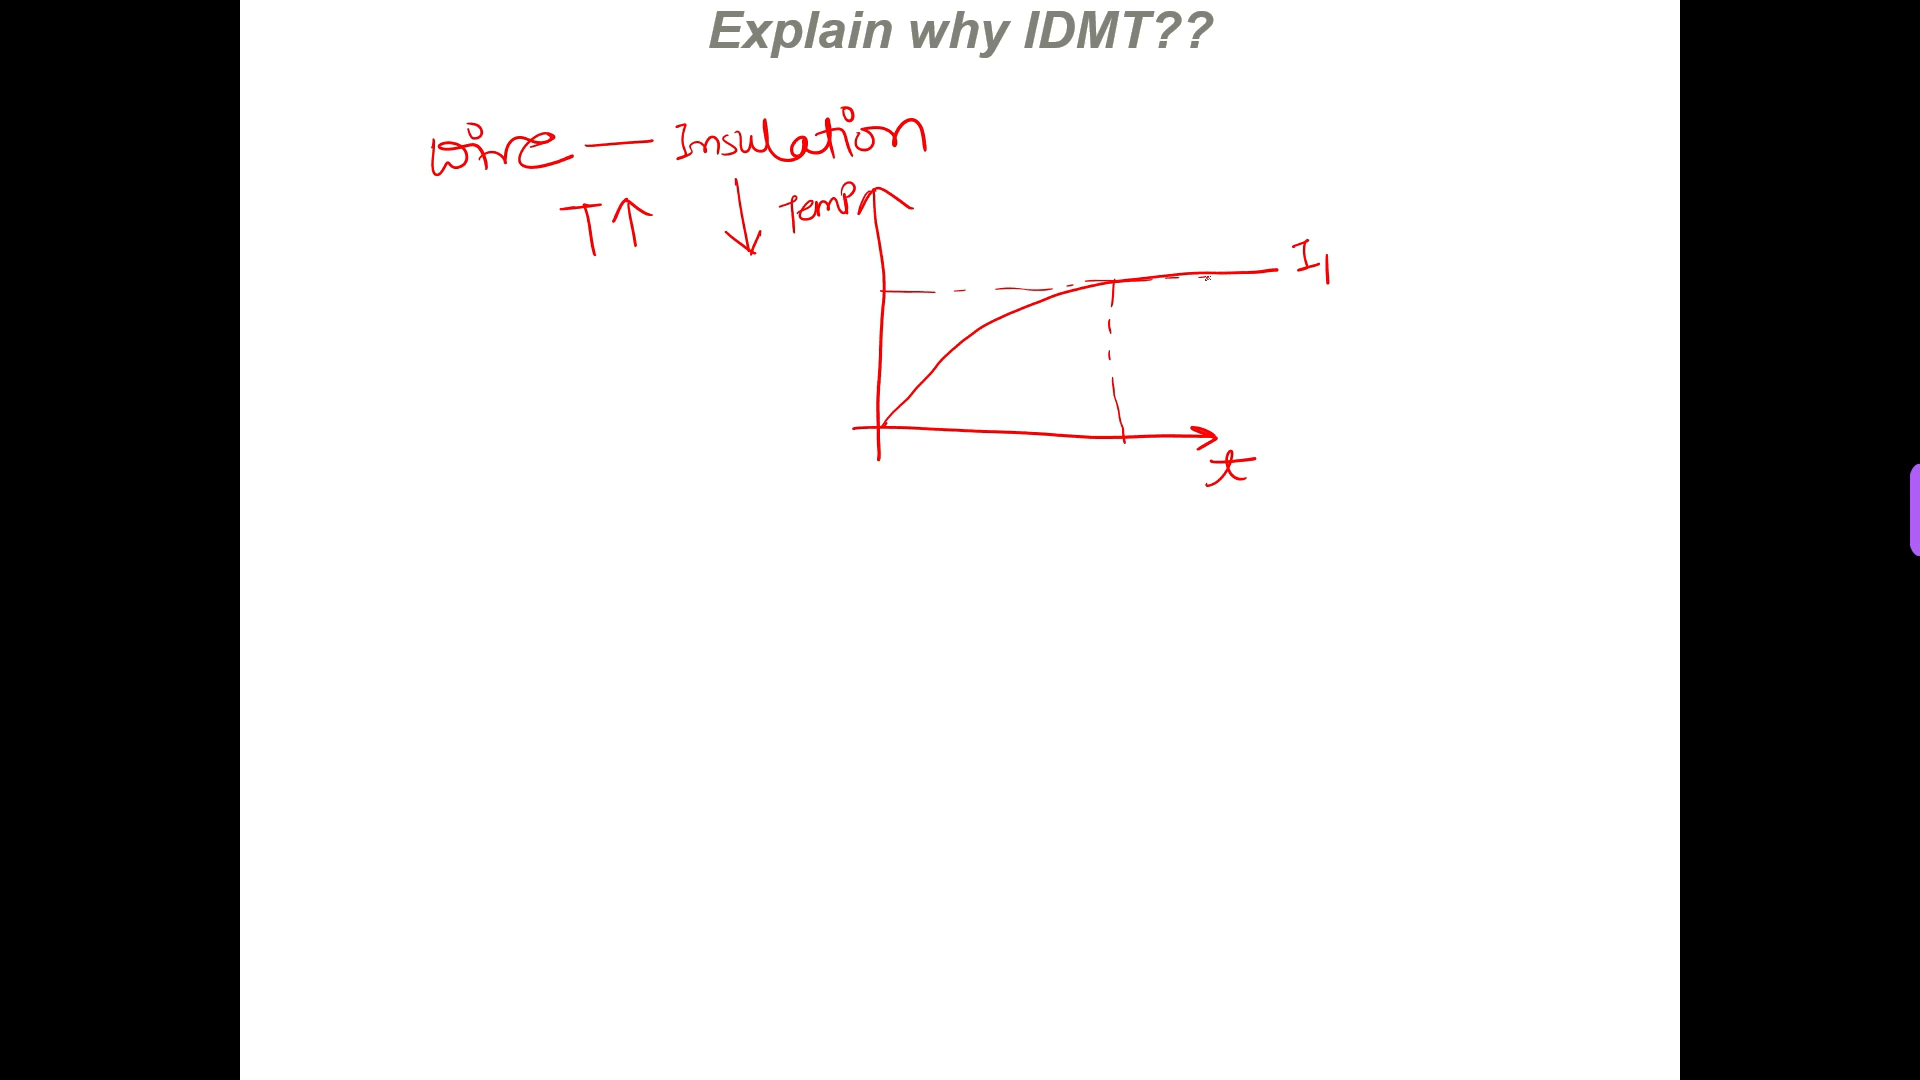 Explain why IDMT??
wire — Insulation
T↑ ↓ Temp
I1
t